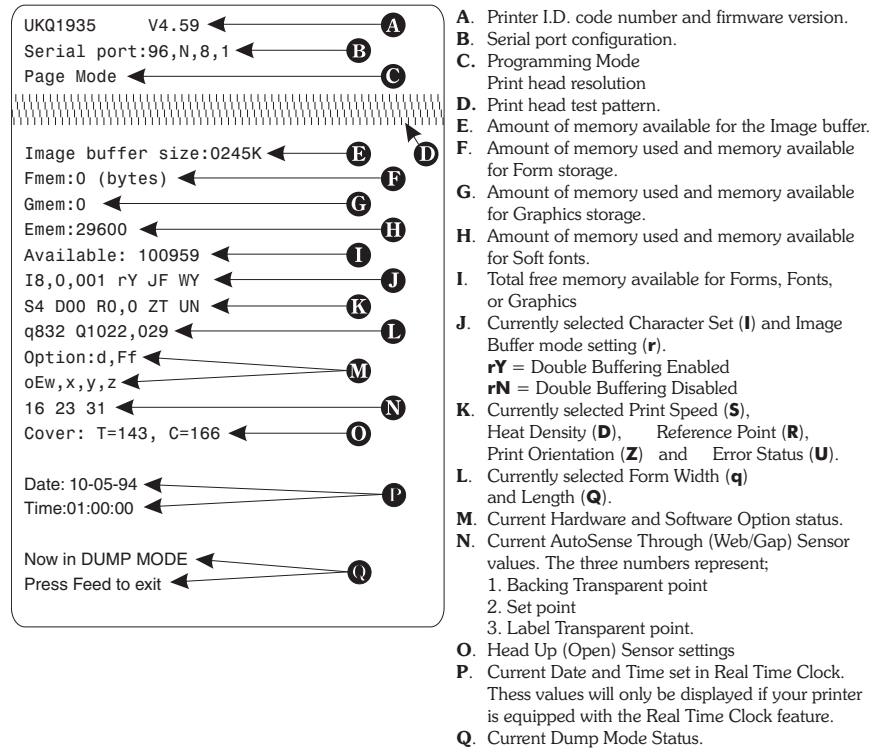 UKQ1935 V4.59 A
Serial port:96,N,8,1 B
Page Mode C
D
Image buffer size:0245K E
Fmem:0 (bytes) F
Gmem:0 G
Emem:29600 H
Available: 100959 I
I8,0,001 rY JF WY J
S4 D00 R0,0 ZT UN K
q832 Q1022,029 L
Option:d,Ff
oEw,x,y,z M
16 23 31 N
Cover: T=143, C=166 O
Date: 10-05-94
Time:01:00:00 P
Now in DUMP MODE
Press Feed to exit Q
A. Printer I.D. code number and firmware version.
B. Serial port configuration.
C. Programming Mode
Print head resolution
D. Print head test pattern.
E. Amount of memory available for the Image buffer.
F. Amount of memory used and memory available
for Form storage.
G. Amount of memory used and memory available
for Graphics storage.
H. Amount of memory used and memory available
for Soft fonts.
I. Total free memory available for Forms, Fonts,
or Graphics
J. Currently selected Character Set (I) and Image
Buffer mode setting (r).
rY = Double Buffering Enabled
rN = Double Buffering Disabled
K. Currently selected Print Speed (S),
Heat Density (D), Reference Point (R),
Print Orientation (Z) and Error Status (U).
L. Currently selected Form Width (q)
and Length (Q).
M. Current Hardware and Software Option status.
N. Current AutoSense Through (Web/Gap) Sensor
values. The three numbers represent;
1. Backing Transparent point
2. Set point
3. Label Transparent point.
O. Head Up (Open) Sensor settings
P. Current Date and Time set in Real Time Clock.
Thess values will only be displayed if your printer
is equipped with the Real Time Clock feature.
Q. Current Dump Mode Status.